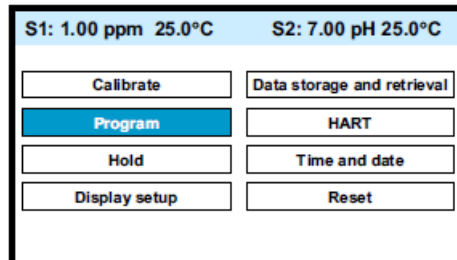 S1: 1.00 ppm 25.0°C S2: 7.00 pH 25.0°C
Calibrate Data storage and retrieval
Program HART
Hold Time and date
Display setup Reset